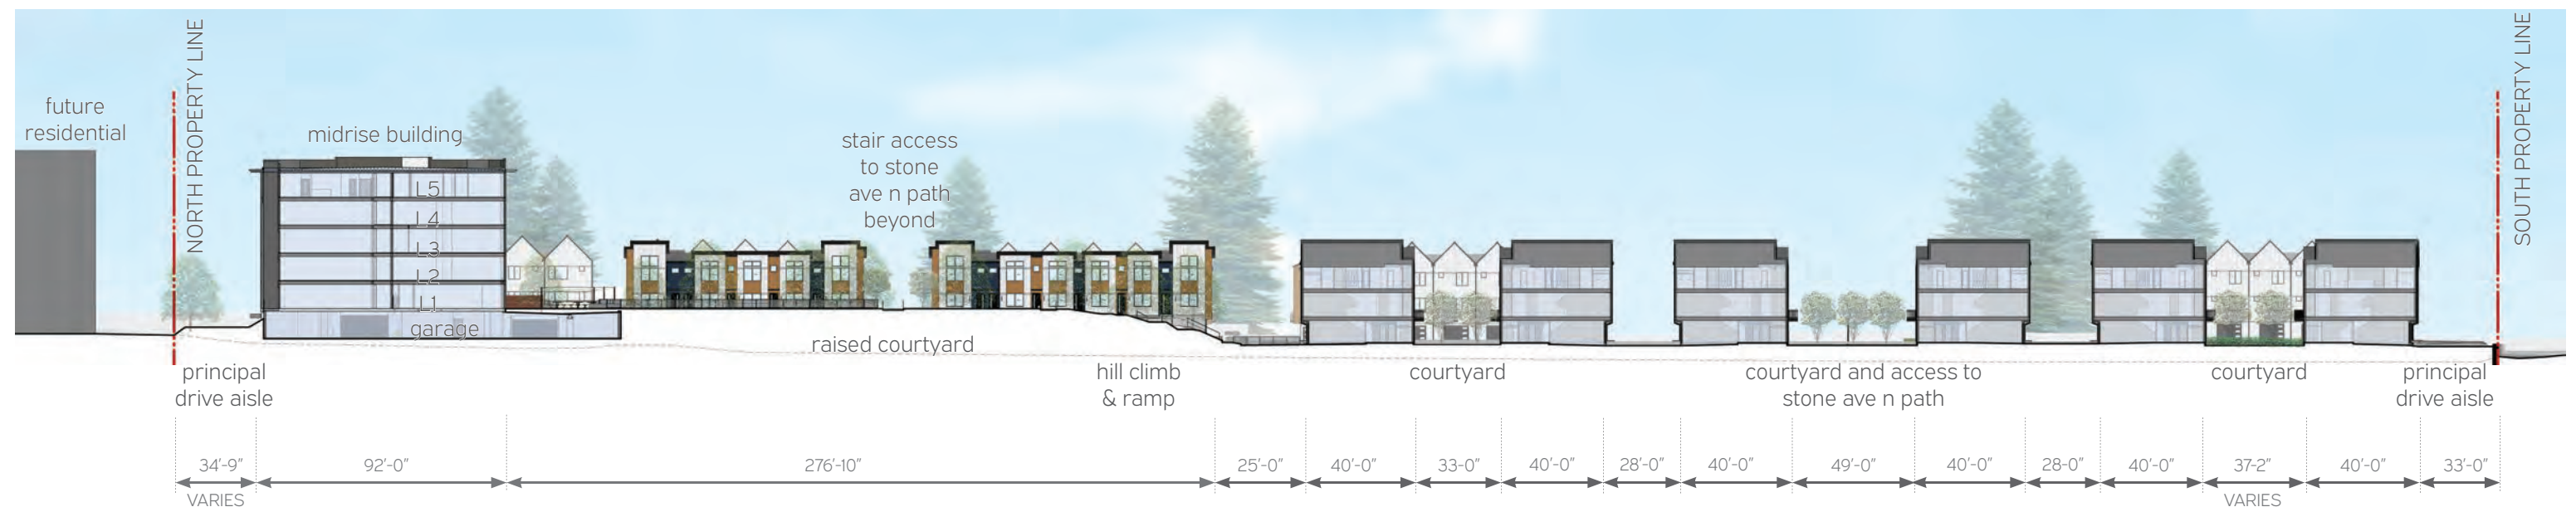 future
residential
NORTH PROPERTY LINE
midrise building
L5
L4
L3
L2
L1
garage
stair access
to stone
ave n path
beyond
SOUTH PROPERTY LINE
raised courtyard
principal
drive aisle
hill climb
& ramp
courtyard
courtyard and access to
stone ave n path
courtyard
principal
drive aisle
34'-9"
VARIES
92'-0"
276'-10"
25'-0"
40'-0"
33-0"
40'-0"
28'-0"
40'-0"
49'-0"
40'-0"
28-0"
40'-0"
37-2"
VARIES
40'-0"
33'-0"